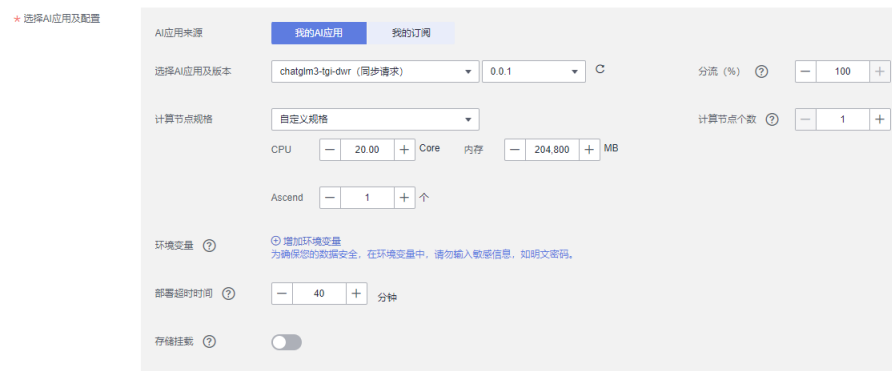 * 选择AI应用及配置
AI应用来源 我的AI应用 我的订阅
选择AI应用及版本 chatglm3-tgi-dwr（同步请求） 0.0.1 分流（%） ? — 100 +
计算节点规格 自定义规格 计算节点个数 ? — 1 +
CPU — 20.00 + Core 内存 — 204,800 + MB
Ascend — 1 + 个
环境变量 ? ⊕ 增加环境变量
为确保您的数据安全，在环境变量中，请勿输入敏感信息，如明文密码。
部署超时时间 ? — 40 + 分钟
存储挂载 ?